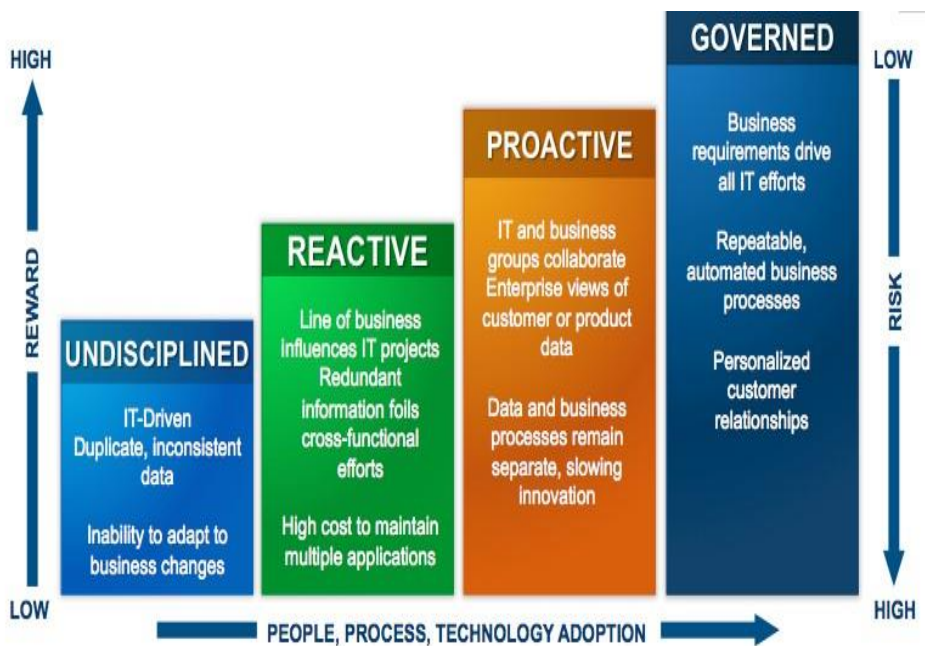 HIGH
REWARD
LOW
UNDISCIPLINED
IT-Driven
Duplicate, inconsistent
data
Inability to adapt to
business changes
REACTIVE
Line of business
influences IT projects
Redundant
information foils
cross-functional
efforts
High cost to maintain
multiple applications
PROACTIVE
IT and business
groups collaborate
Enterprise views of
customer or product
data
Data and business
processes remain
separate, slowing
innovation
GOVERNED
Business
requirements drive
all IT efforts
Repeatable,
automated business
processes
Personalized
customer
relationships
LOW
RISK
HIGH
PEOPLE, PROCESS, TECHNOLOGY ADOPTION